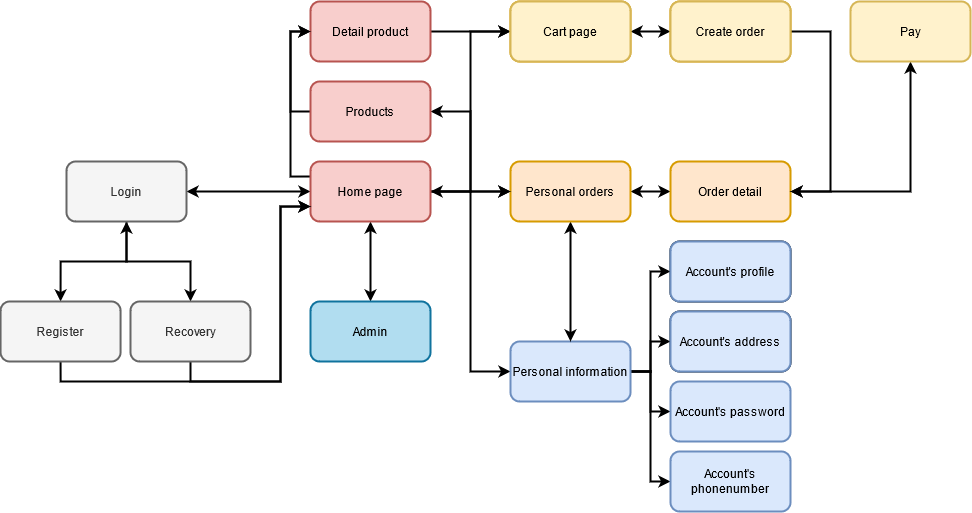 Detail product
Cart page
Create order
Pay
Products
Login
Home page
Personal orders
Order detail
Account's profile
Register
Recovery
Admin
Account's address
Personal information
Account's password
Account's
phonenumber